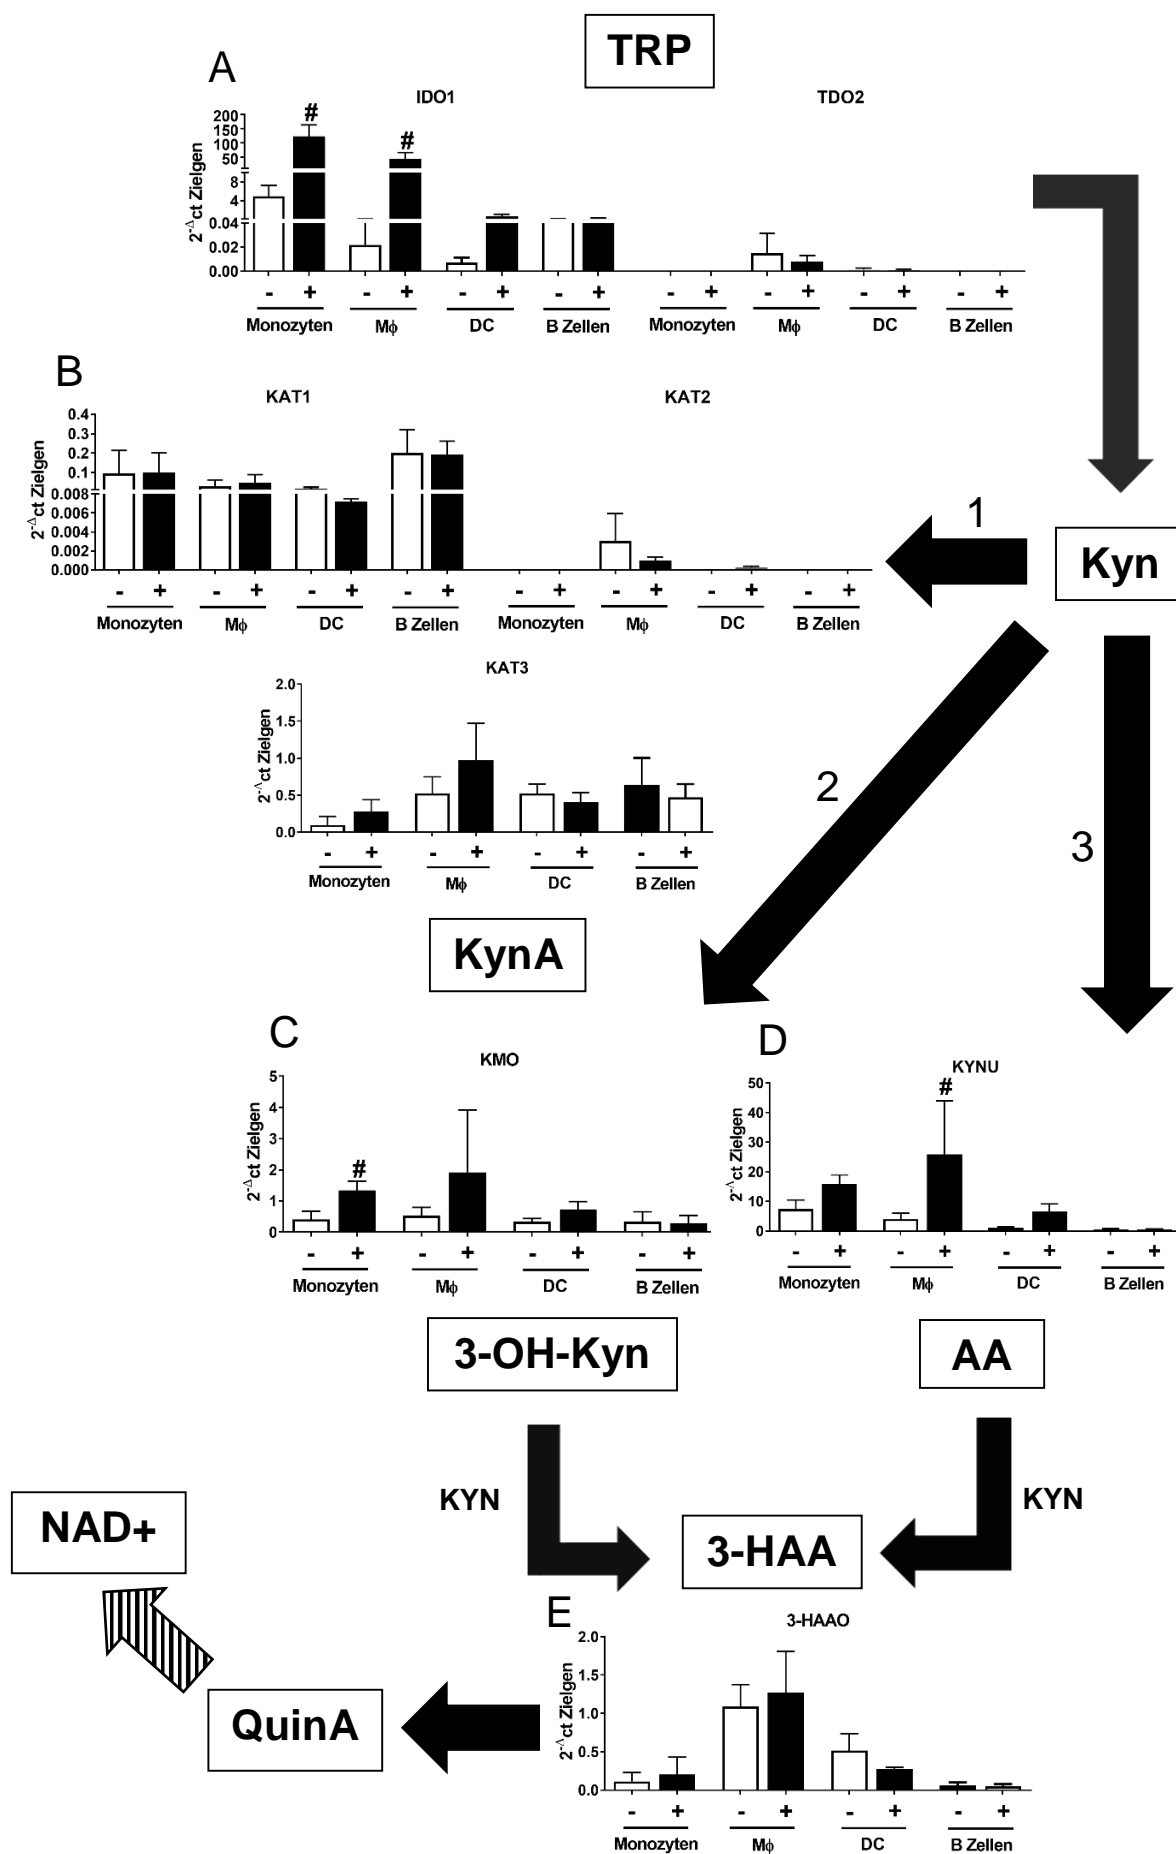 TRP
A
IDO1
TDO2
2-Δct Zielgen
200
150
100
50
8
4
0.04
0.02
0.00
# #
- + - + - + - + - + - + - + - +
Monozyten Mϕ DC B Zellen Monozyten Mϕ DC B Zellen
B
KAT1
KAT2
2-Δct Zielgen
0.4
0.3
0.2
0.1
0.008
0.006
0.004
0.002
0.000
- + - + - + - + - + - + - + - +
Monozyten Mϕ DC B Zellen Monozyten Mϕ DC B Zellen
1
Kyn
KAT3
2-Δct Zielgen
2.0
1.5
1.0
0.5
0.0
- + - + - + - +
Monozyten Mϕ DC B Zellen
2
3
KynA
C
KMO
2-Δct Zielgen
5
4
3
2
1
0
#
- + - + - + - +
Monozyten Mϕ DC B Zellen
D
KYNU
2-Δct Zielgen
50
40
30
20
10
0
#
- + - + - + - +
Monozyten Mϕ DC B Zellen
3-OH-Kyn
AA
KYN
KYN
3-HAA
NAD+
E
3-HAAO
2-Δct Zielgen
2.0
1.5
1.0
0.5
0.0
- + - + - + - +
Monozyten Mϕ DC B Zellen
QuinA